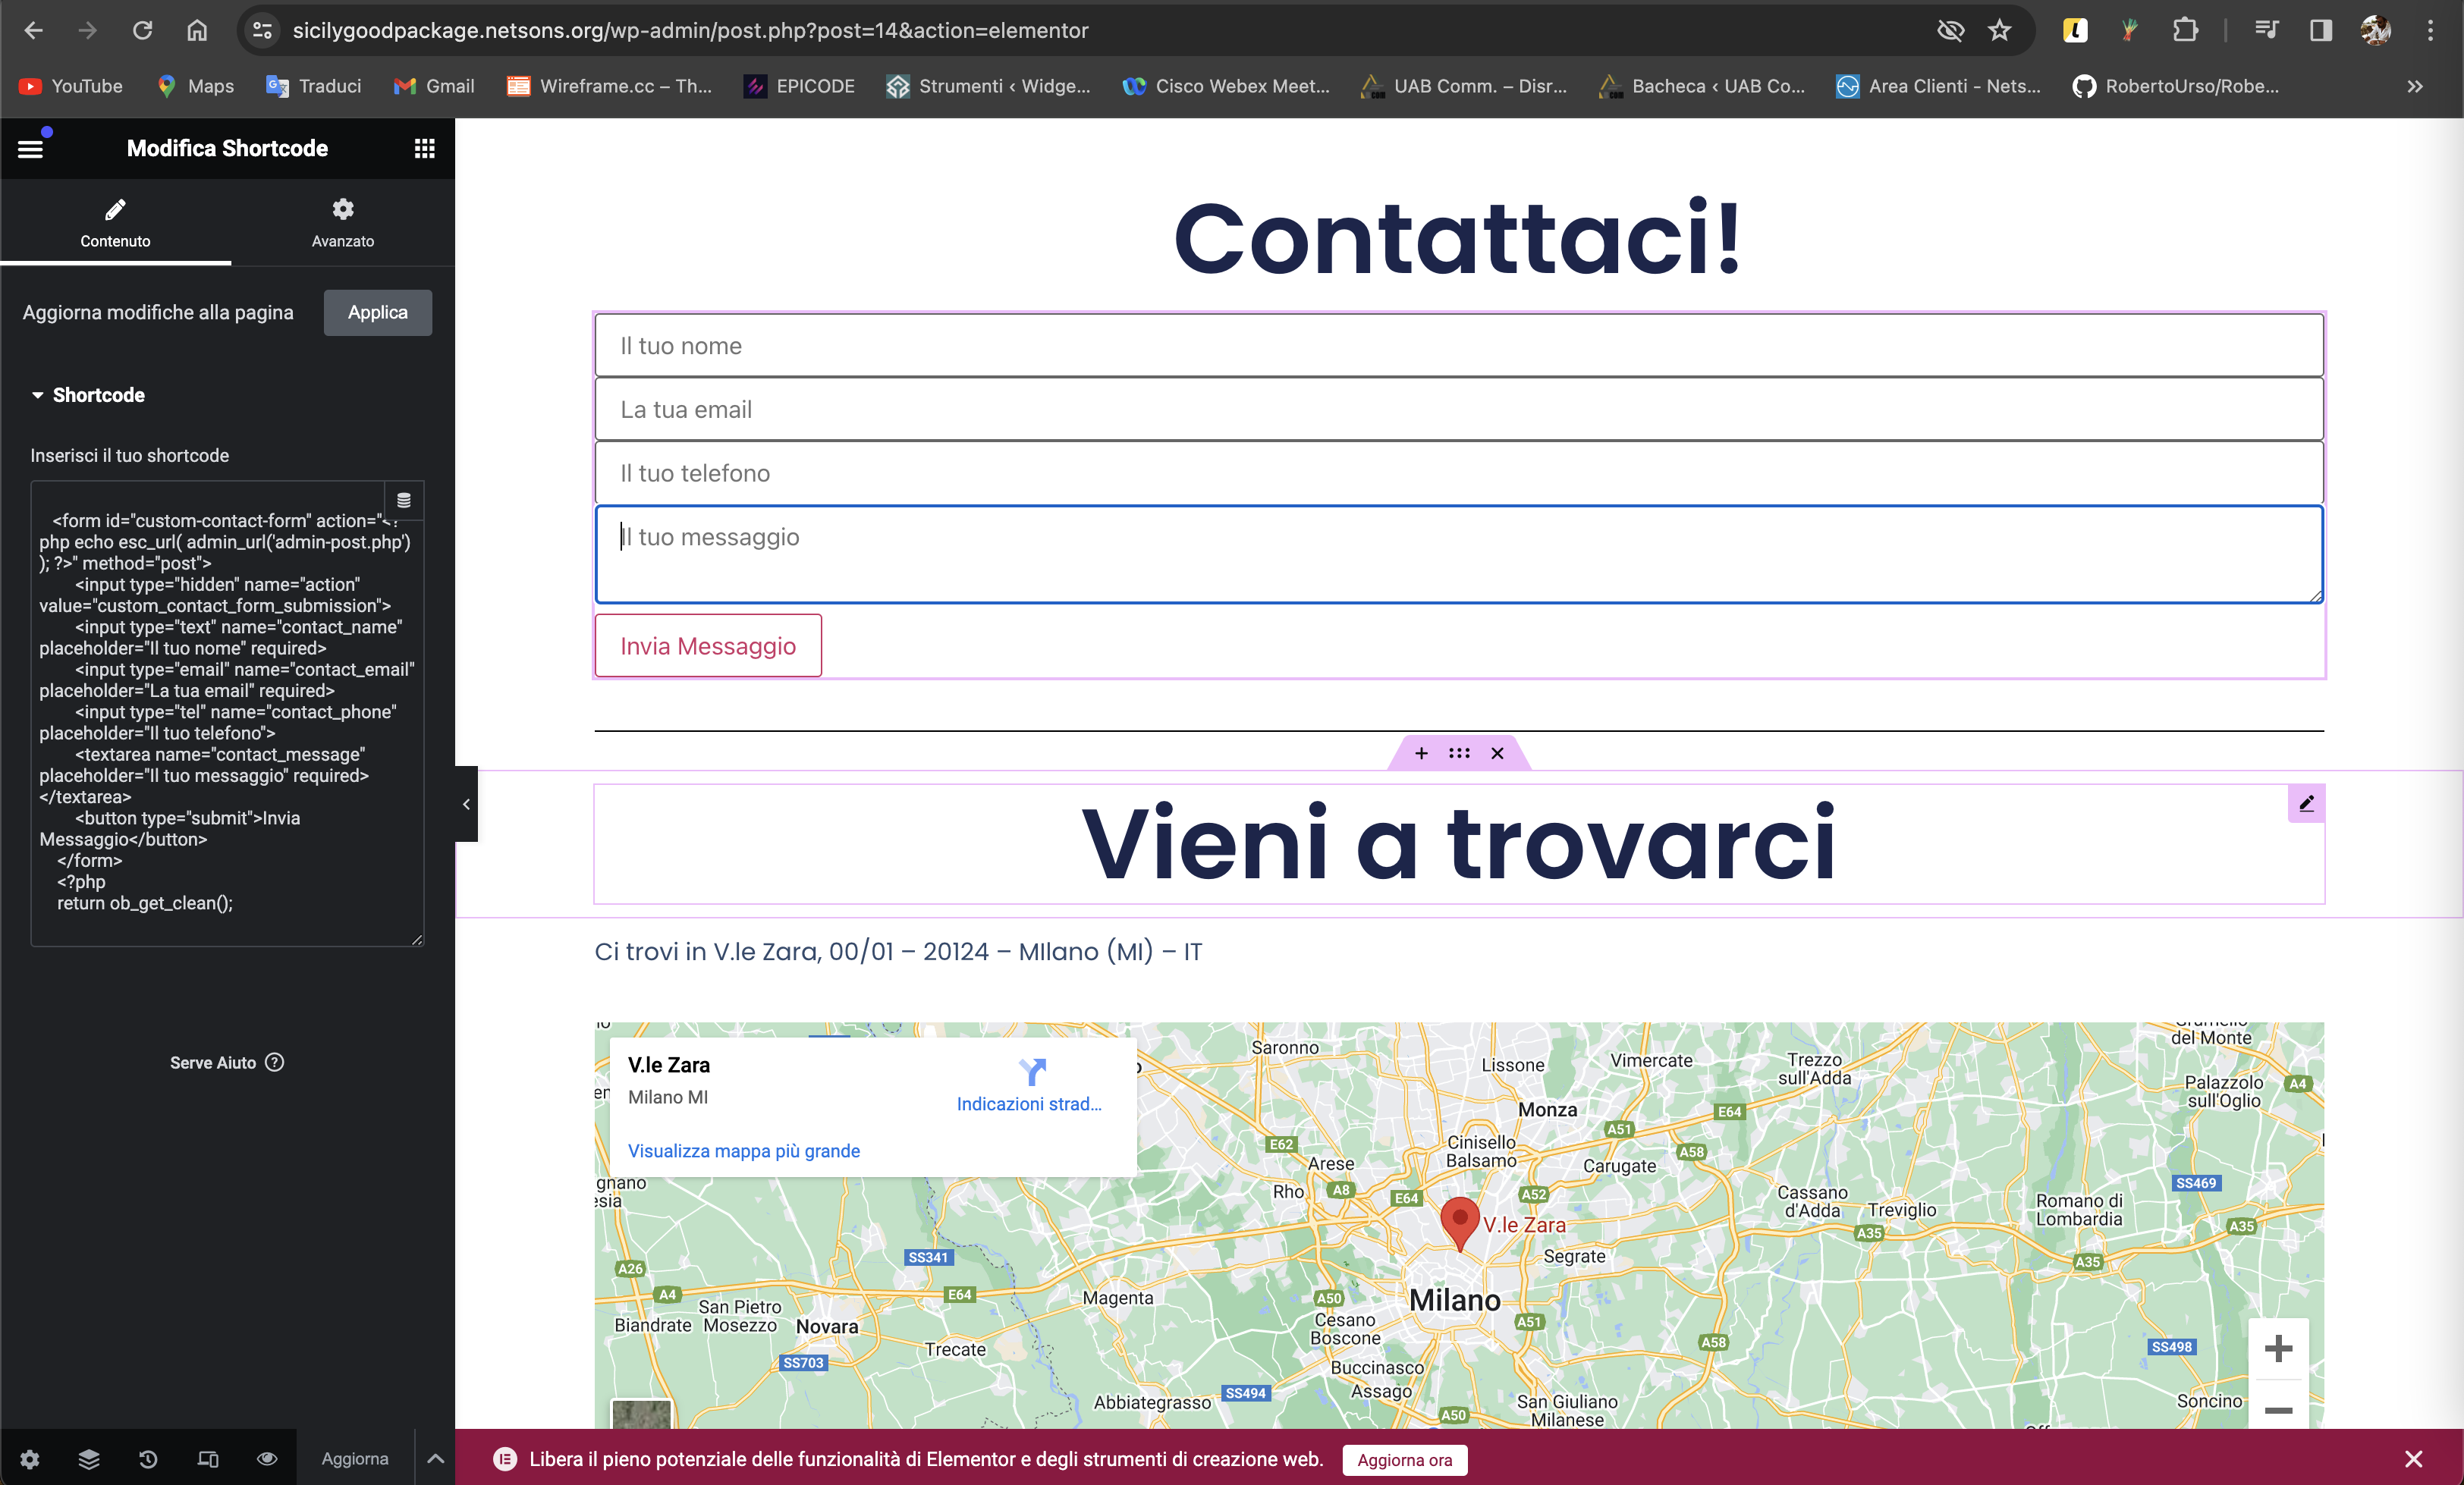 sicilygoodpackage.netsons.org/wp-admin/post.php?post=14&action=elementor
YouTube Maps Traduci Gmail Wireframe.cc – Th... EPICODE Strumenti ‹ Widge... Cisco Webex Meet... UAB Comm. – Disr... Bacheca ‹ UAB Co... Area Clienti - Nets... RobertoUrso/Robe...
Modifica Shortcode
Contenuto Avanzato
Aggiorna modifiche alla pagina Applica
Shortcode
Inserisci il tuo shortcode
<form id="custom-contact-form" action="<?
php echo esc_url( admin_url('admin-post.php')
); ?>" method="post">
<input type="hidden" name="action"
value="custom_contact_form_submission">
<input type="text" name="contact_name"
placeholder="Il tuo nome" required>
<input type="email" name="contact_email"
placeholder="La tua email" required>
<input type="tel" name="contact_phone"
placeholder="Il tuo telefono">
<textarea name="contact_message"
placeholder="Il tuo messaggio" required>
</textarea>
<button type="submit">Invia
Messaggio</button>
</form>
<?php
return ob_get_clean();
Serve Aiuto
Aggiorna
Contattaci!
Il tuo nome
La tua email
Il tuo telefono
Il tuo messaggio
Invia Messaggio
Vieni a trovarci
Ci trovi in V.le Zara, 00/01 – 20124 – MIlano (MI) – IT
V.le Zara
Milano MI
Indicazioni strad...
Visualizza mappa più grande
Saronno
Lissone
Vimercate
Trezzo
sull'Adda
del Monte
Palazzolo
sull'Oglio
A4
Monza
E64
A51
E62
Cinisello
Balsamo
A58
Arese
Carugate
Rho
A8
E64
A52
Cassano
d'Adda
Treviglio
Romano di
Lombardia
SS469
A35
V.le Zara
A35
A35
Segrate
SS341
A26
A4
E64
Magenta
A50
Milano
San Pietro
Mosezzo
Biandrate
Novara
Cesano
Boscone
A51
A58
Trecate
SS703
Buccinasco
SS498
Assago
SS494
Abbiategrasso
San Giuliano
Milanese
A50
Soncino
Libera il pieno potenziale delle funzionalità di Elementor e degli strumenti di creazione web. Aggiorna ora